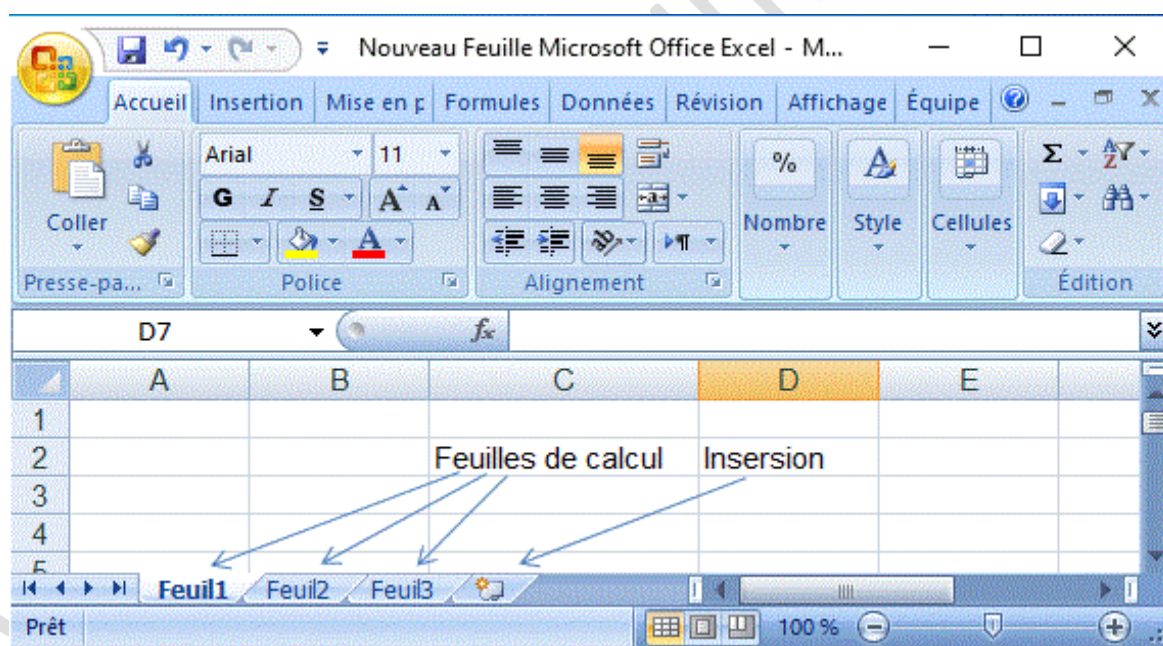 Nouveau Feuille Microsoft Office Excel - M...
Accueil Insertion Mise en p Formules Données Révision Affichage Équipe
Arial 11
% A
G I S A A
Coller
Nombre Style Cellules
A
Presse-pa... Police Alignement Édition
D7 fx
A B C D E
1
2 Feuilles de calcul Insersion
3
4
5
Feuil1 Feuil2 Feuil3
Prêt 100 %